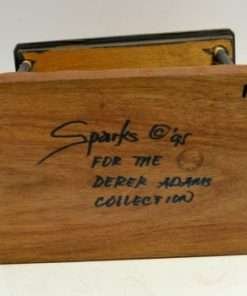 Sparks © '95
FOR THE
DEREK ADAMS
COLLECTION